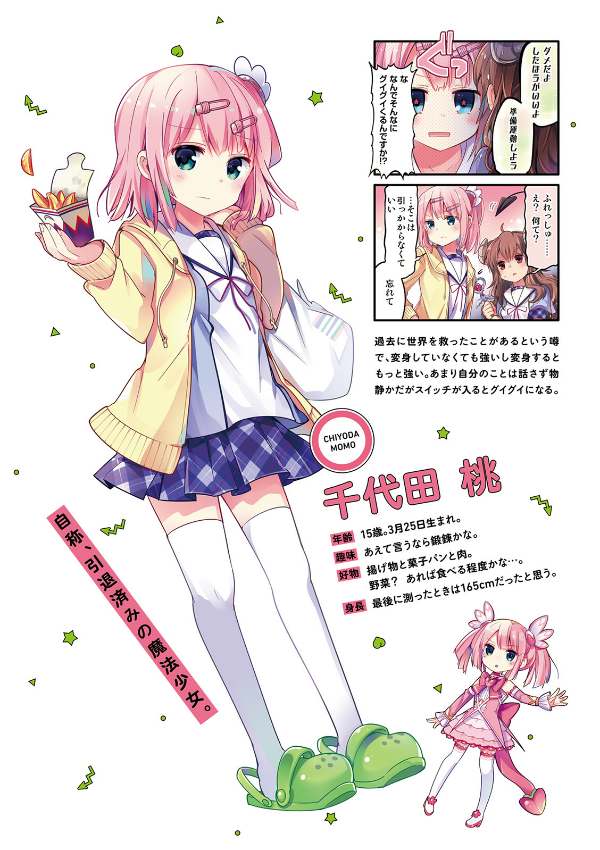 ダメだよ
したほうがいいよ
準備運動しよう
ぐっ
な
なんでそんなに
グイグイくるんですか!?
ふれっしゅ……
え? 何て?
…そこは
引っかからなくて
いい
忘れて
過去に世界を救ったことがあるという噂
で、変身していなくても強いし変身すると
もっと強い。あまり自分のことは話さず物
静かだがスイッチが入るとグイグイになる。
CHIYODA
MOMO
千代田 桃
年齢 15歳。3月25日生まれ。
趣味 あえて言うなら鍛錬かな。
好物 揚げ物と菓子パンと肉。
野菜? あれば食べる程度かな…。
身長 最後に測ったときは165cmだったと思う。
自称、引退済みの魔法少女。